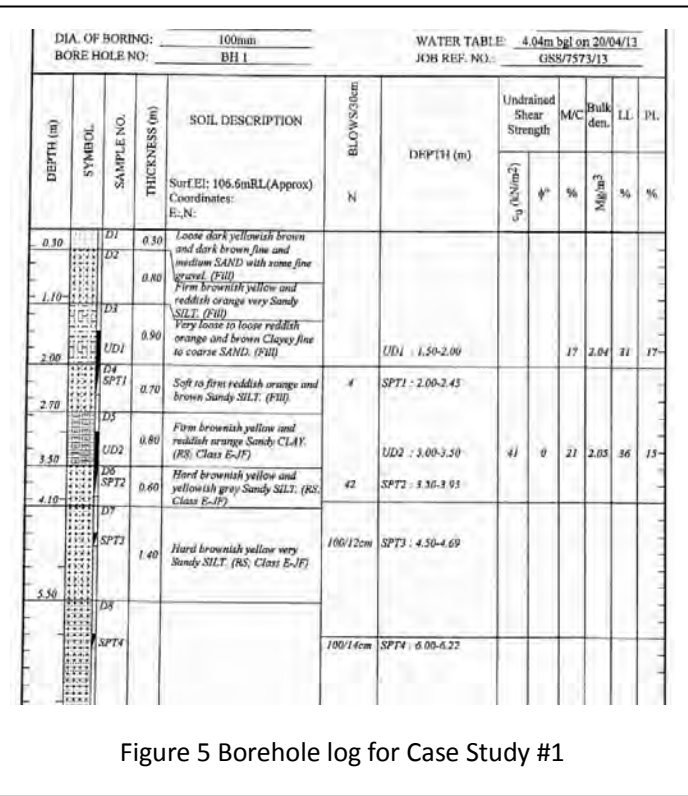 DIA. OF BORING: 100mm WATER TABLE: 4.04m bgl on 20/04/13
BORE HOLE NO: BH 1 JOB REF. NO.: GS8/7573/13
DEPTH (m) SYMBOL SAMPLE NO. THICKNESS (m) SOIL DESCRIPTION BLOWS/30cm DEPTH (m) Undrained Shear Strength M/C Bulk den. LL PL
Surf.El: 106.6mRL(Approx)
Coordinates:
E:,N:
N cu (kN/m2) φ° % Mg/m3 % %
D1 Loose dark yellowish brown
0.30 0.30 and dark brown fine and
D2 medium SAND with some fine
0.80 gravel. (Fill)
Firm brownish yellow and
1.10 reddish orange very Sandy
D3 SILT. (Fill)
Very loose to loose reddish
0.90 orange and brown Clayey fine
2.00 UD1 to coarse SAND. (Fill) UD1 : 1.50-2.00 17 2.04 31 17
D4
SPT1 0.70 Soft to firm reddish orange and 4 SPT1 : 2.00-2.45
2.70 brown Sandy SILT. (Fill)
D5 Firm brownish yellow and
0.80 reddish orange Sandy CLAY.
3.50 UD2 (RS; Class E-JF) UD2 : 3.00-3.50 41 0 21 2.05 36 15
D6 Hard brownish yellow and
SPT2 0.60 yellowish grey Sandy SILT. (RS; 42 SPT2 : 3.50-3.95
4.10 Class E-JF)
D7
SPT3 100/12cm SPT3 : 4.50-4.69
1.40 Hard brownish yellow very
Sandy SILT. (RS; Class E-JF)
5.50
D8
SPT4 100/14cm SPT4 : 6.00-6.22
Figure 5 Borehole log for Case Study #1